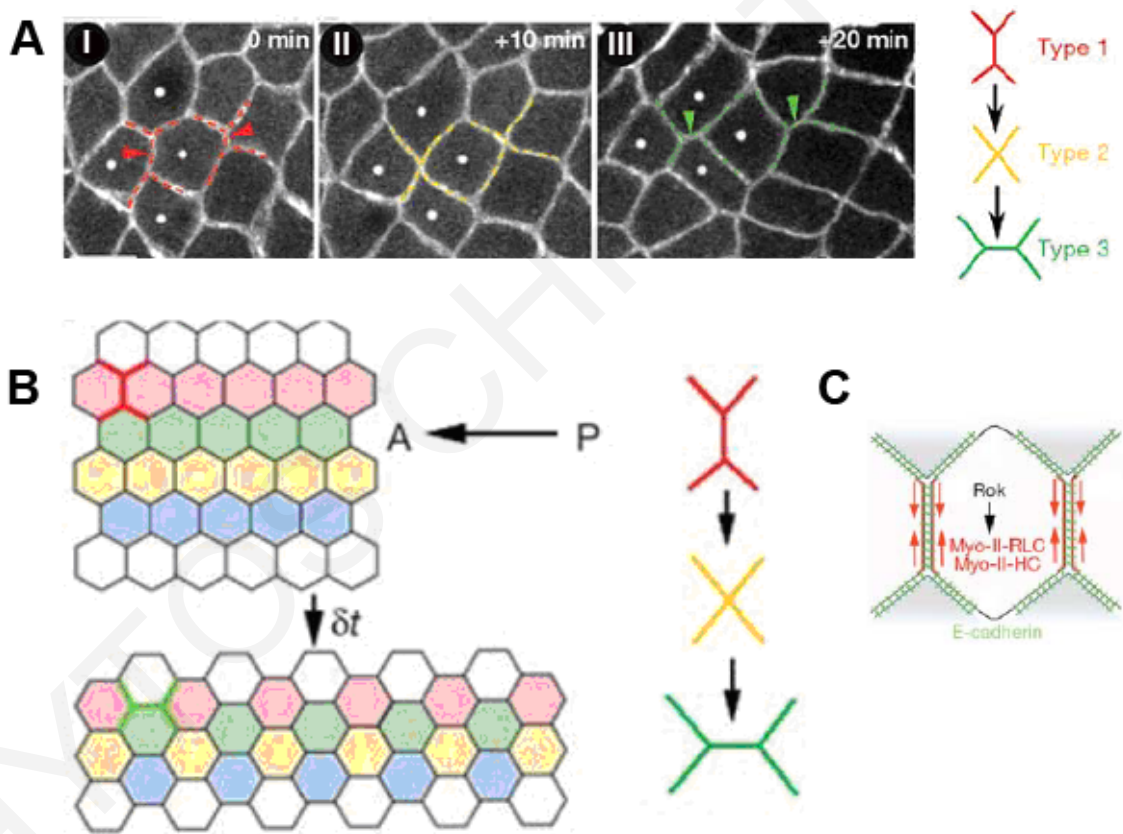 A
I
0 min
II
+10 min
III
+20 min
Type 1
Type 2
Type 3
B
A
P
δt
C
Rok
Myo-II-RLC
Myo-II-HC
E-cadherin